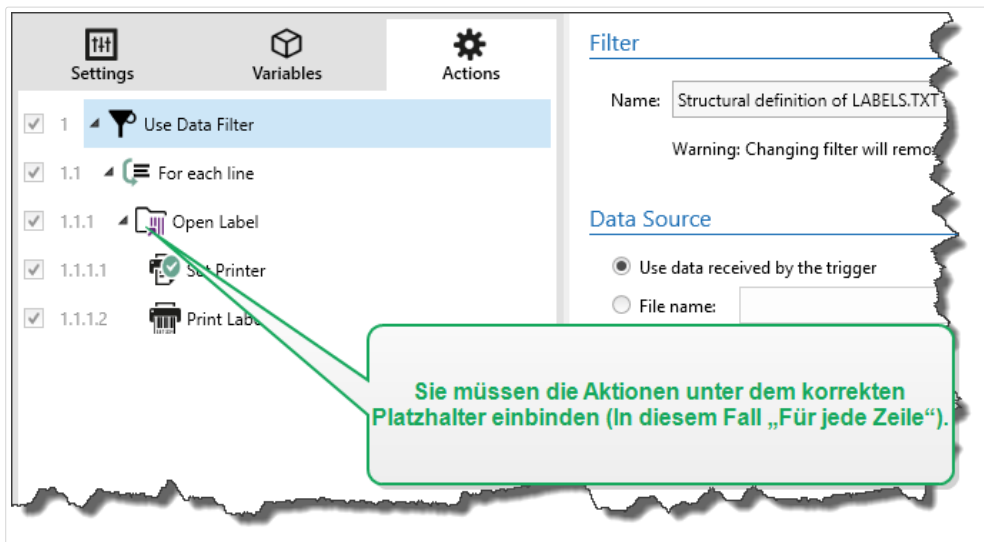 Settings
Variables
Actions
1 Use Data Filter
1.1 For each line
1.1.1 Open Label
1.1.1.1 Set Printer
1.1.1.2 Print Label
Filter
Name: Structural definition of LABELS.TXT
Warning: Changing filter will
Data Source
Use data received by the trigger
File name:
Sie müssen die Aktionen unter dem korrekten
Platzhalter einbinden (In diesem Fall „Für jede Zeile“).